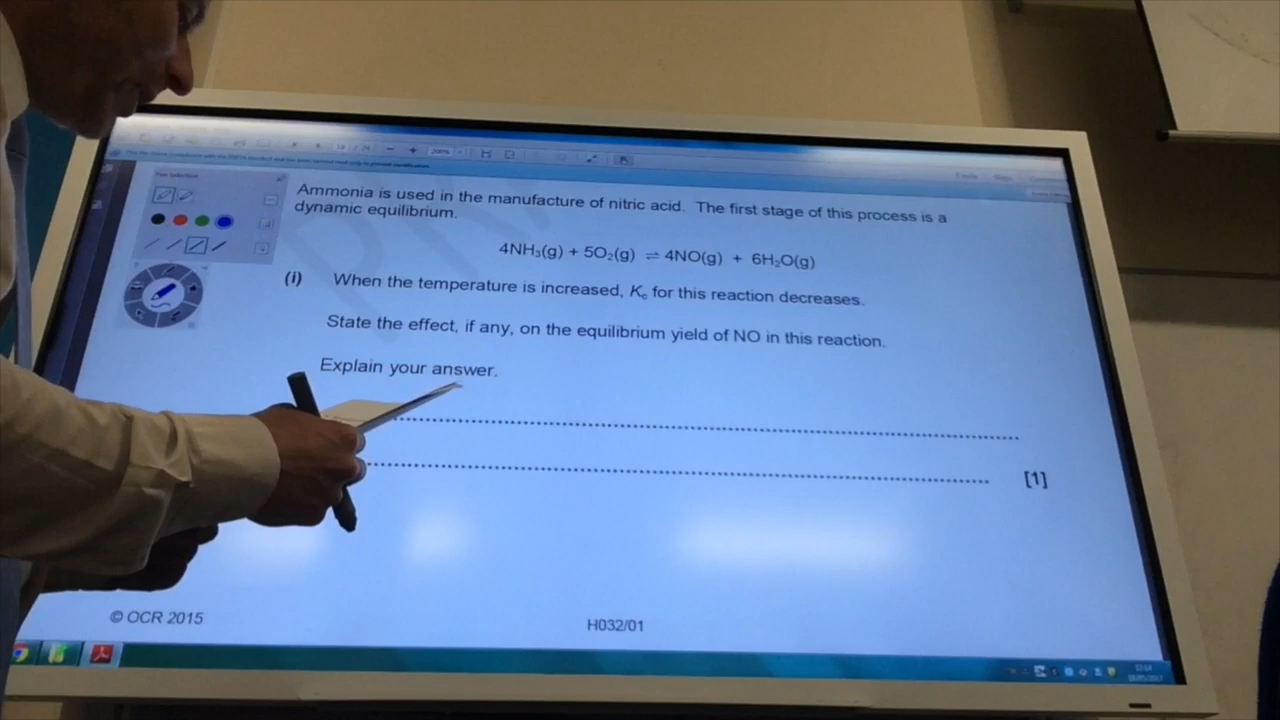 200%
Ammonia is used in the manufacture of nitric acid. The first stage of this process is a
dynamic equilibrium.
4NH₃(g) + 5O₂(g) ⇌ 4NO(g) + 6H₂O(g)
(i) When the temperature is increased, Kc for this reaction decreases.
State the effect, if any, on the equilibrium yield of NO in this reaction.
Explain your answer.
[1]
© OCR 2015 H032/01